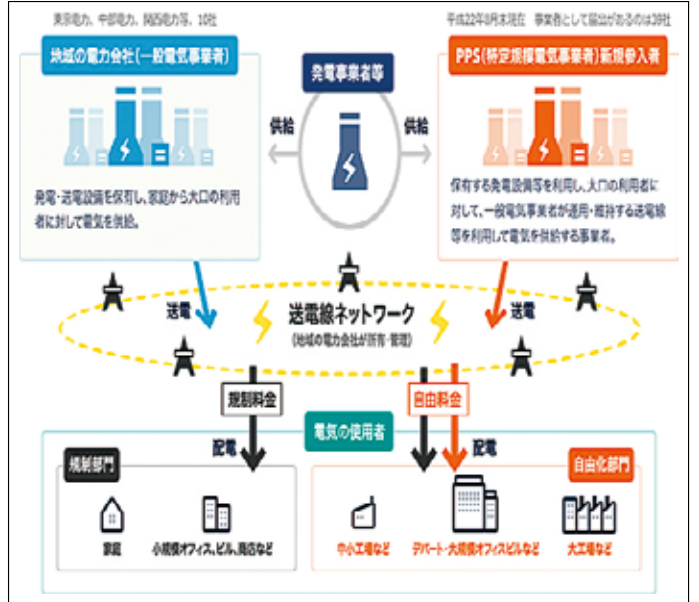 東京電力、中部電力、関西電力等、10社
平成22年8月末現在 事業者として届出があるのは39社
地域の電力会社(一般電気事業者)
発電事業者等
PPS(特定規模電気事業者)新規参入者
供給
供給
発電・送電設備を保有し、家庭から大口の利用
者に対して電気を供給。
保有する発電設備等を利用し、大口の利用者に
対して、一般電気事業者が運用・維持する送電線
等を利用して電気を供給する事業者。
送電
送電線ネットワーク
(地域の電力会社が所有・管理)
送電
規制料金
自由料金
電気の使用者
配電
配電
規制部門
自由化部門
家庭
小規模オフィス、ビル、商店など
中小工場など
デパート・大規模オフィスビルなど
大工場など